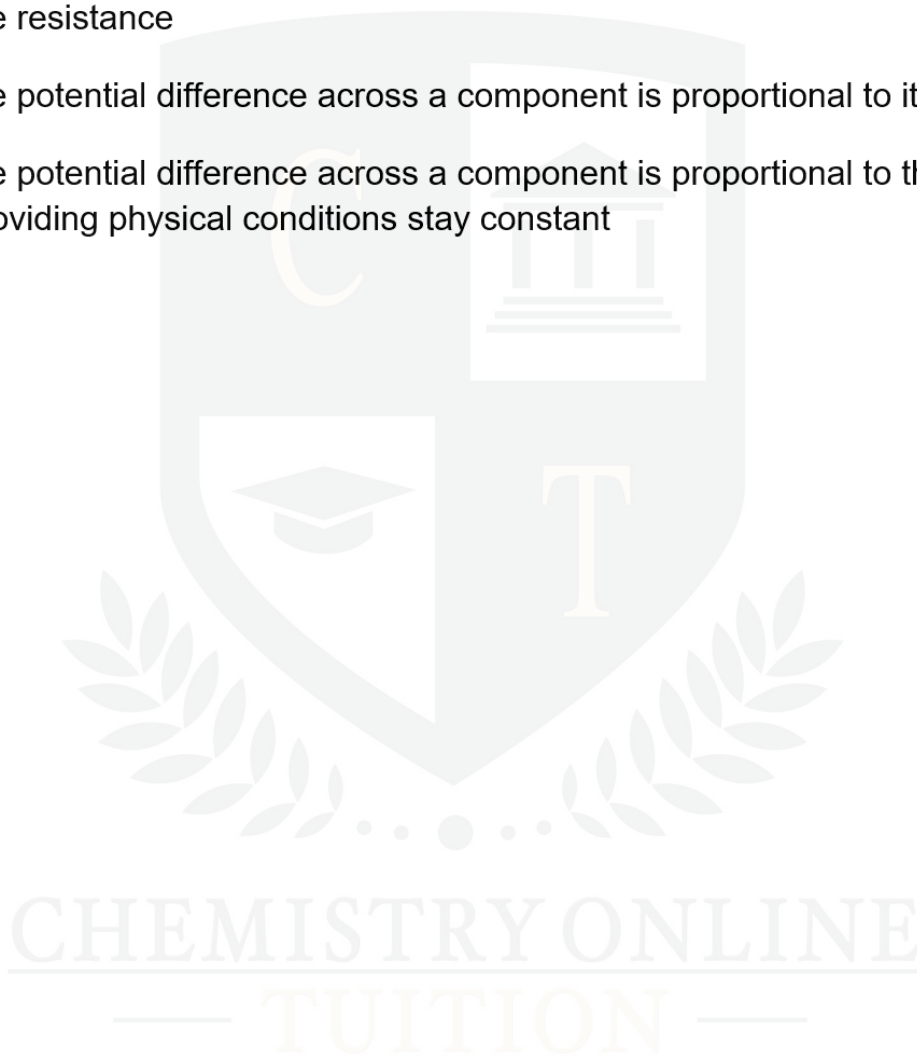 e resistance
e potential difference across a component is proportional to it
e potential difference across a component is proportional to th
oviding physical conditions stay constant
C
T
CHEMISTRY ONLINE
TUITION